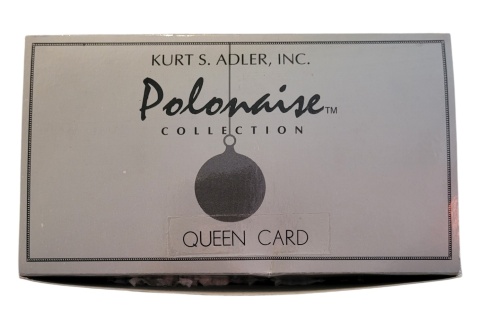 KURT S. ADLER, INC.
Polonaise™
COLLECTION
QUEEN CARD